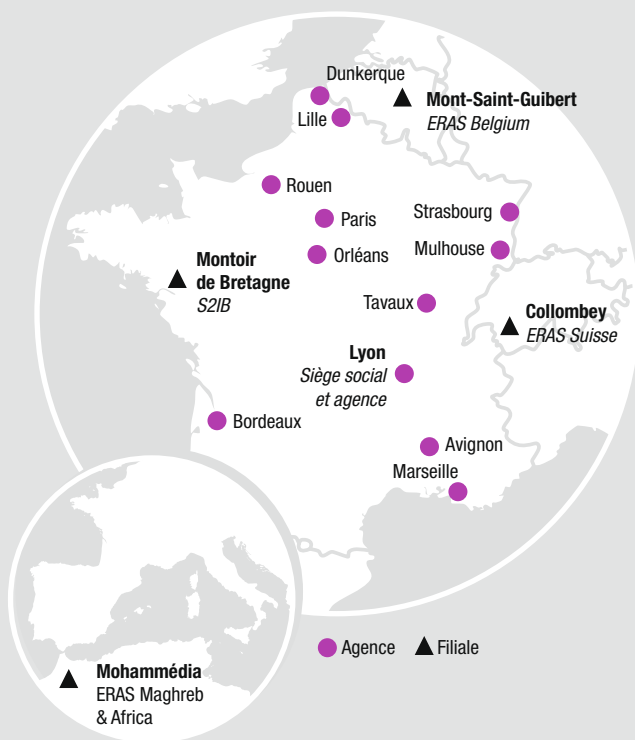 Dunkerque
Mont-Saint-Guibert
ERAS Belgium
Lille
Rouen
Paris
Strasbourg
Mulhouse
Orléans
Montoir
de Bretagne
S2IB
Tavaux
Collombey
ERAS Suisse
Lyon
Siège social
et agence
Bordeaux
Avignon
Marseille
Agence
Filiale
Mohammédia
ERAS Maghreb
& Africa